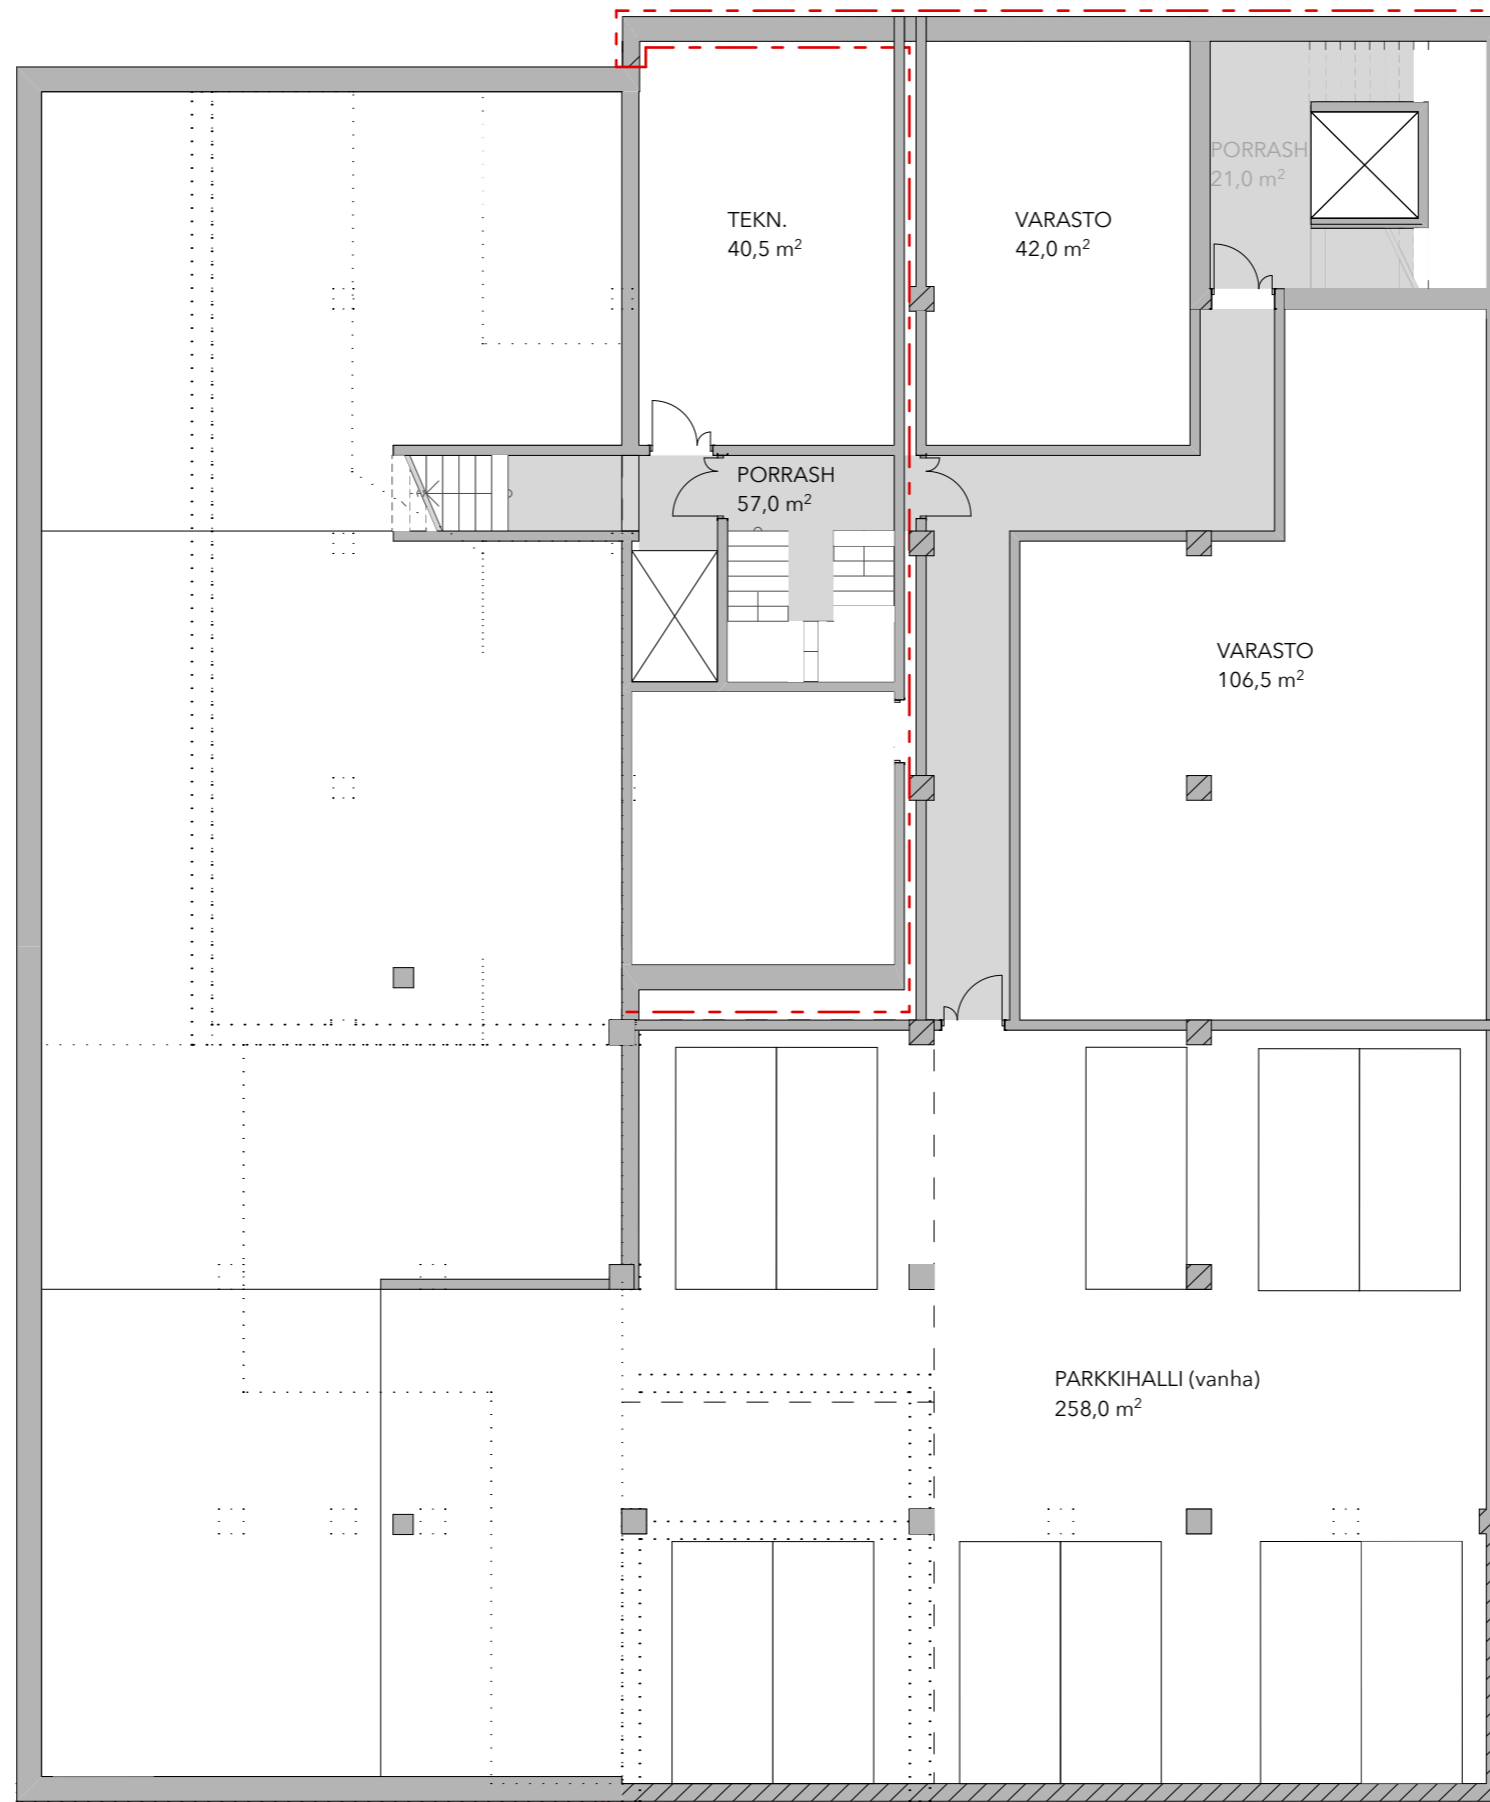 PORRASH
21,0 m²
TEKN.
40,5 m²
VARASTO
42,0 m²
PORRASH
57,0 m²
VARASTO
106,5 m²
PARKKIHALLI (vanha)
258,0 m²